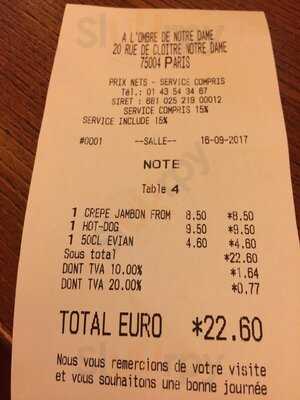 A L'OMBRE DE NOTRE DAME
20 RUE DE CLOITRE NOTRE DAME
75004 PARIS
PRIX NETS - SERVICE COMPRIS
Tél.: 01 43 54 34 67
SIRET : 681 025 219 00012
SERVICE COMPRIS 15%
SERVICE INCLUDE 15%
#0001 --SALLE-- 16-09-2017
NOTE
Table 4
1 CREPE JAMBON FROM 8.50 *8.50
1 HOT-DOG 9.50 *9.50
1 50CL EVIAN 4.60 *4.60
Sous total *22.60
DONT TVA 10.00% *1.64
DONT TVA 20.00% *0.77
TOTAL EURO *22.60
Nous vous remercions de votre visite
et vous souhaitons une bonne journée